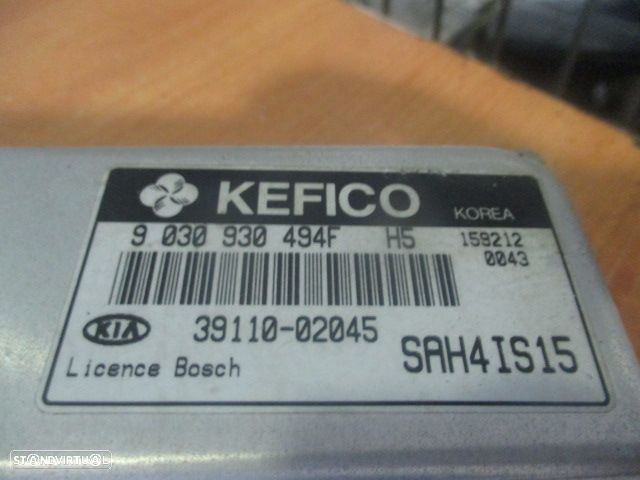 KEFICO KOREA
9 030 930 494F H5 159212
0043
KIA 39110-02045
Licence Bosch SAH4IS15
STANDVIRTUAL